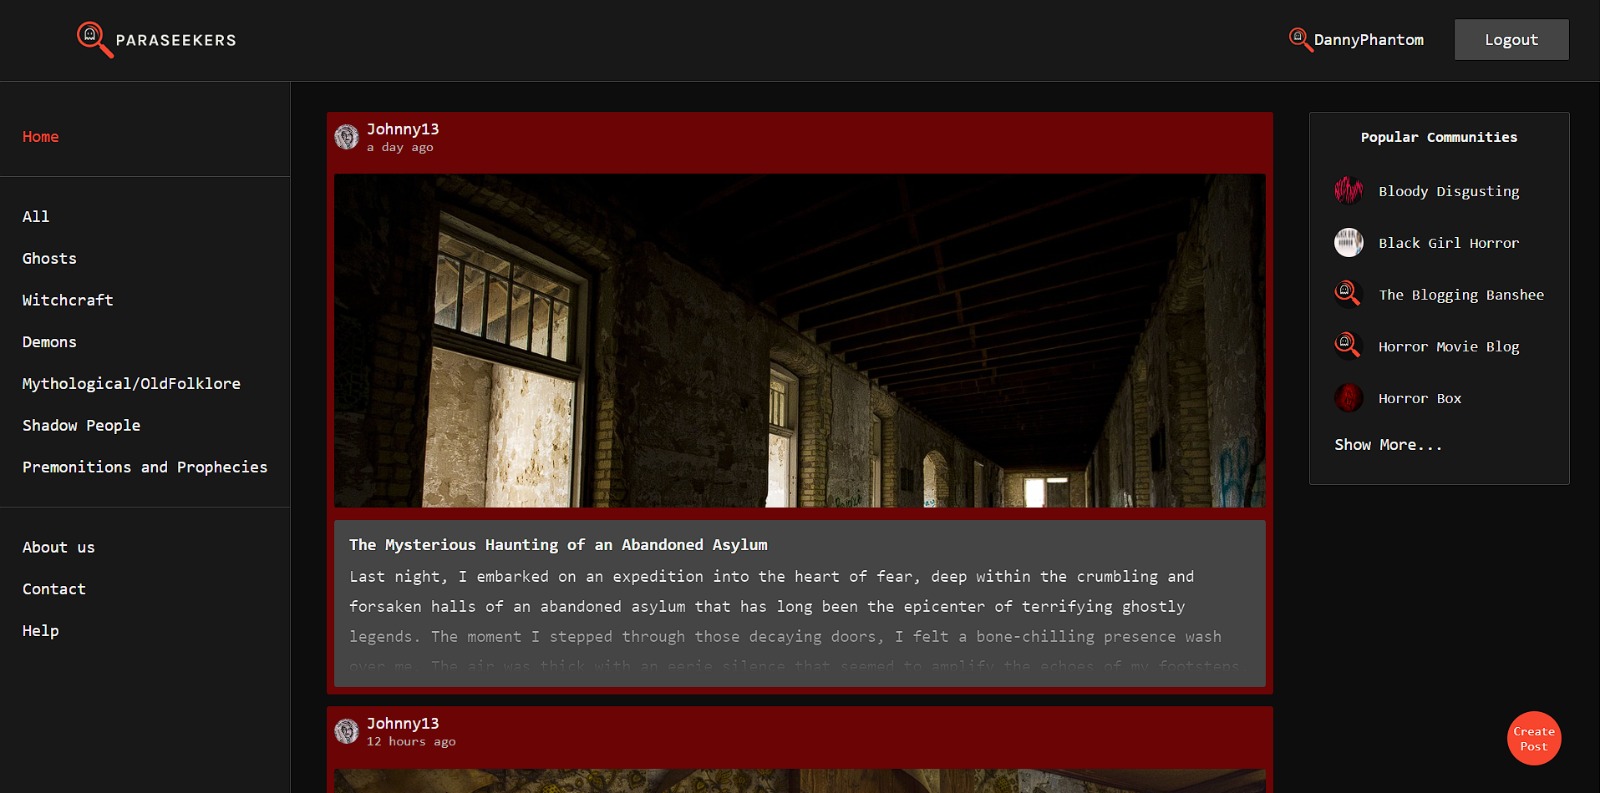 PARASEEKERS
DannyPhantom
Logout
Home
All
Ghosts
Witchcraft
Demons
Mythological/OldFolklore
Shadow People
Premonitions and Prophecies
About us
Contact
Help
Johnny13
a day ago
The Mysterious Haunting of an Abandoned Asylum
Last night, I embarked on an expedition into the heart of fear, deep within the crumbling and
forsaken halls of an abandoned asylum that has long been the epicenter of terrifying ghostly
legends. The moment I stepped through those decaying doors, I felt a bone-chilling presence wash
over me. The air was thick with an eerie silence that seemed to amplify the echoes of my footsteps
Johnny13
12 hours ago
Popular Communities
Bloody Disgusting
Black Girl Horror
The Blogging Banshee
Horror Movie Blog
Horror Box
Show More...
Create
Post